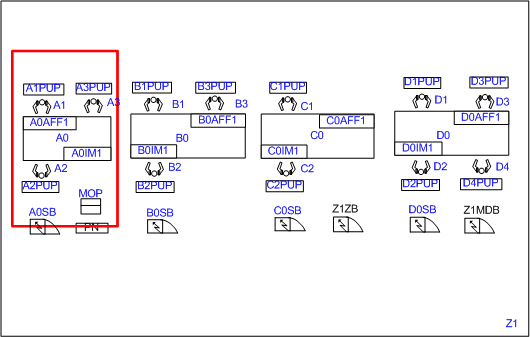 A1PUP A3PUP B1PUP B3PUP C1PUP D1PUP D3PUP
A1 A3 B1 B3 C1 D1 D3
A0AFF1 B0AFF1 C0AFF1 D0AFF1
A0 B0 C0 D0
A0IM1 B0IM1 C0IM1 D0IM1
A2 B2 C2 D2 D4
A2PUP B2PUP C2PUP D2PUP D4PUP
MOP
A0SB B0SB C0SB Z1ZB D0SB Z1MDB
PN
Z1